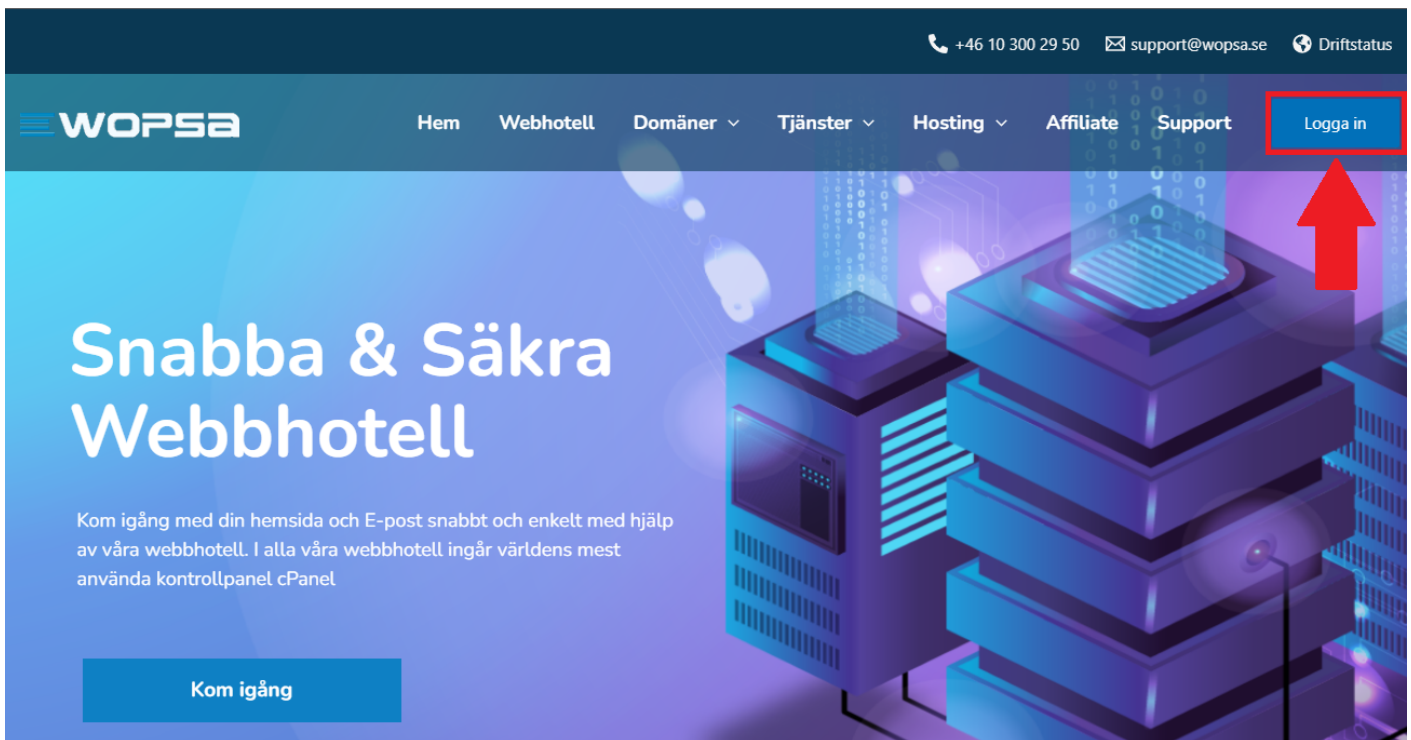 +46 10 300 29 50 support@wopsa.se Driftstatus
WOPSA Hem Webhotell Domäner Tjänster Hosting Affiliate Support Logga in
Snabba & Säkra
Webbhotell
Kom igång med din hemsida och E-post snabbt och enkelt med hjälp
av våra webbhotell. I alla våra webbhotell ingår världens mest
använda kontrollpanel cPanel
Kom igång